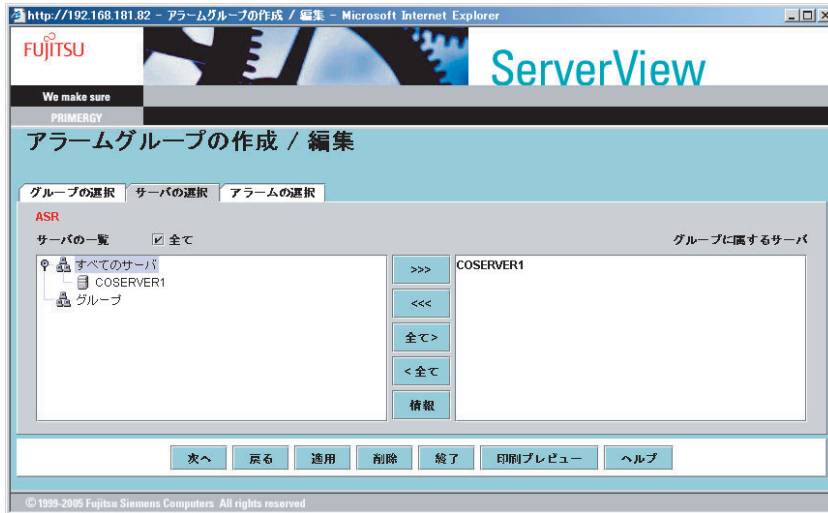 http://192.168.181.82 - アラームグループの作成 / 編集 - Microsoft Internet Explorer
FUJITSU
ServerView
We make sure
PRIMERGY
アラームグループの作成 / 編集
グループの選択 サーバの選択 アラームの選択
ASR
サーバの一覧 全て グループに属するサーバ
すべてのサーバ
COSERVER1
グループ
>>>
<<<
全て>
<全て
情報
COSERVER1
次へ 戻る 適用 削除 終了 印刷プレビュー ヘルプ
© 1999-2005 Fujitsu Siemens Computers All rights reserved